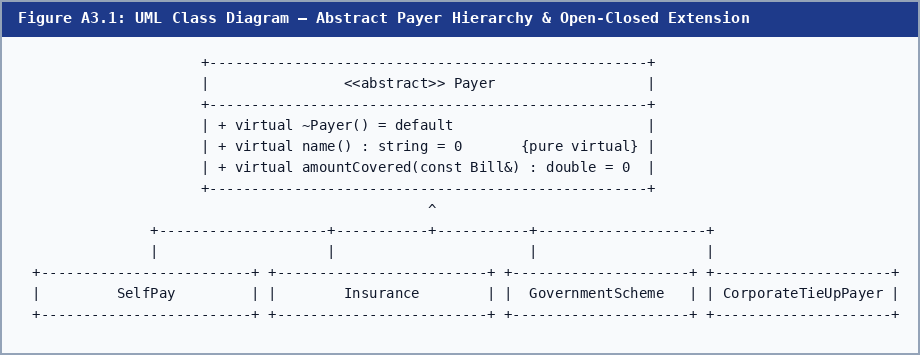 Figure A3.1: UML Class Diagram — Abstract Payer Hierarchy & Open-Closed Extension
+----------------------------------------------------+
|                <<abstract>> Payer                  |
+----------------------------------------------------+
| + virtual ~Payer() = default                       |
| + virtual name() : string = 0       {pure virtual} |
| + virtual amountCovered(const Bill&) : double = 0  |
+----------------------------------------------------+
^
+--------------------+-----------+-----------+--------------------+
|                    |                       |                    |
+-------------------------+ +-------------------------+ +---------------------+ +---------------------+
|         SelfPay         | |        Insurance        | |  GovernmentScheme   | | CorporateTieUpPayer |
+-------------------------+ +-------------------------+ +---------------------+ +---------------------+